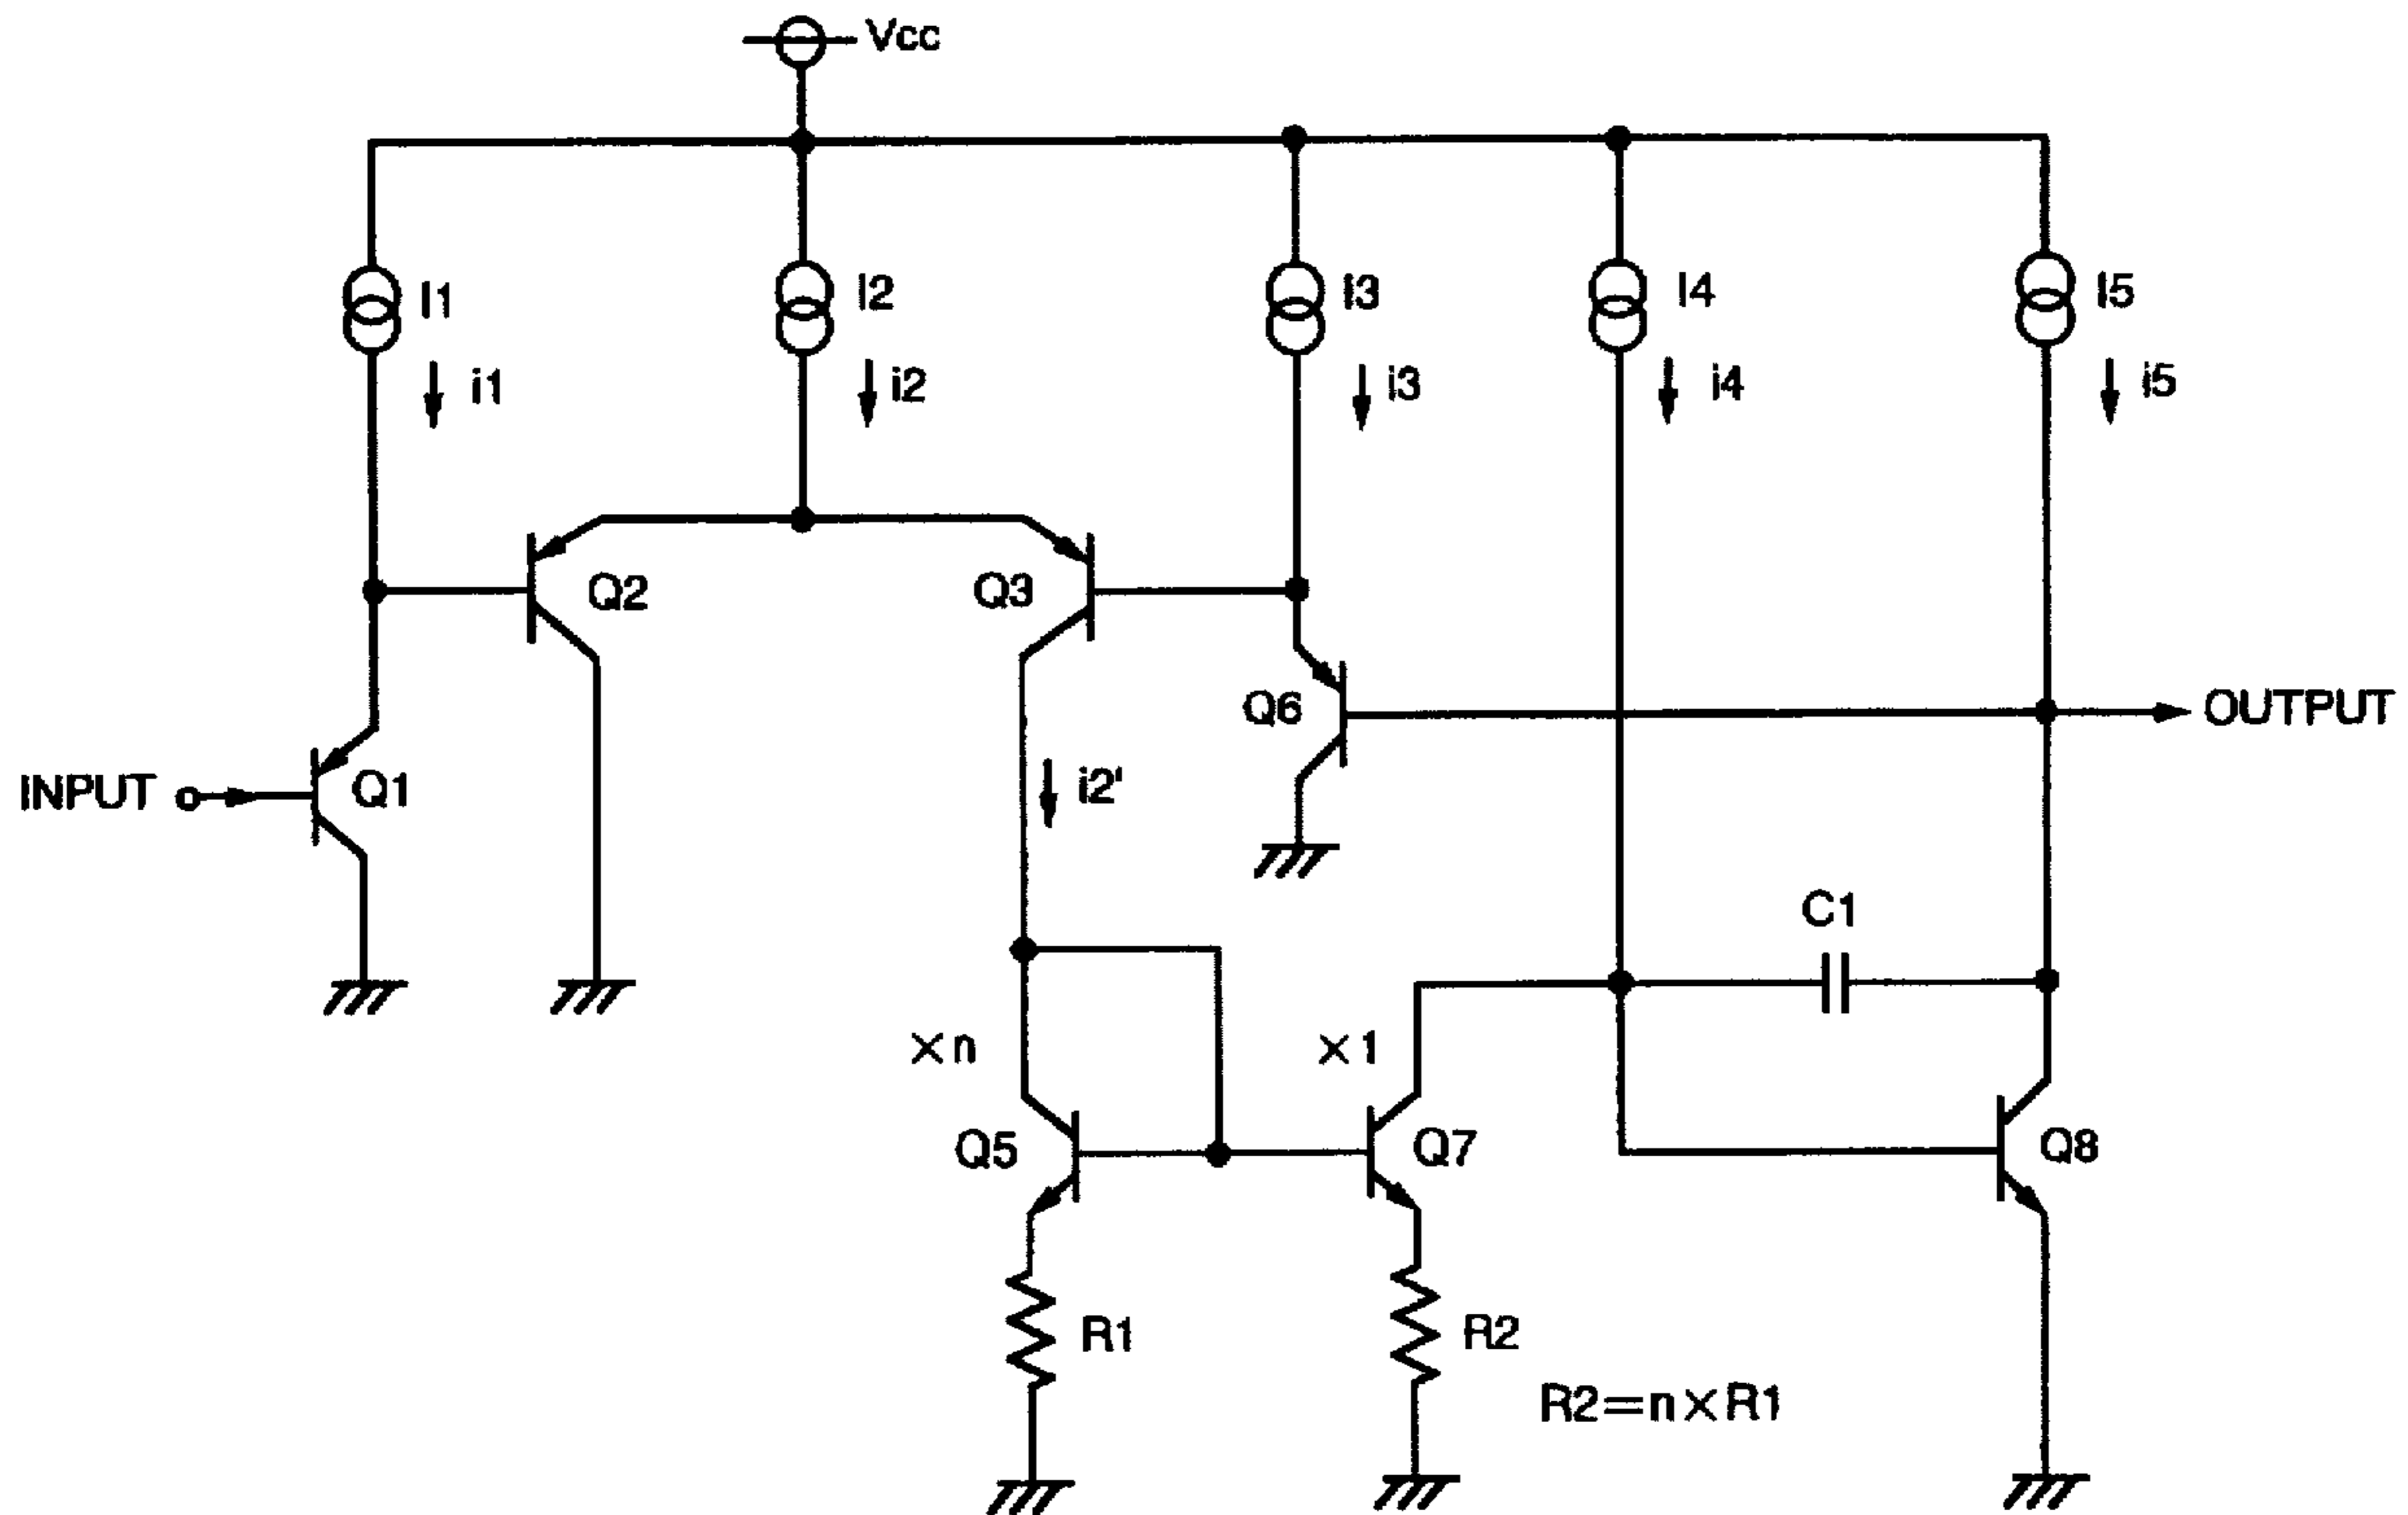 Vcc
I1
I2
I3
I4
I5
i1
i2
i3
i4
i5
Q2
Q3
Q6
OUTPUT
INPUT
Q1
i2'
C1
×n
×1
Q5
Q7
Q8
R1
R2
R2=n×R1